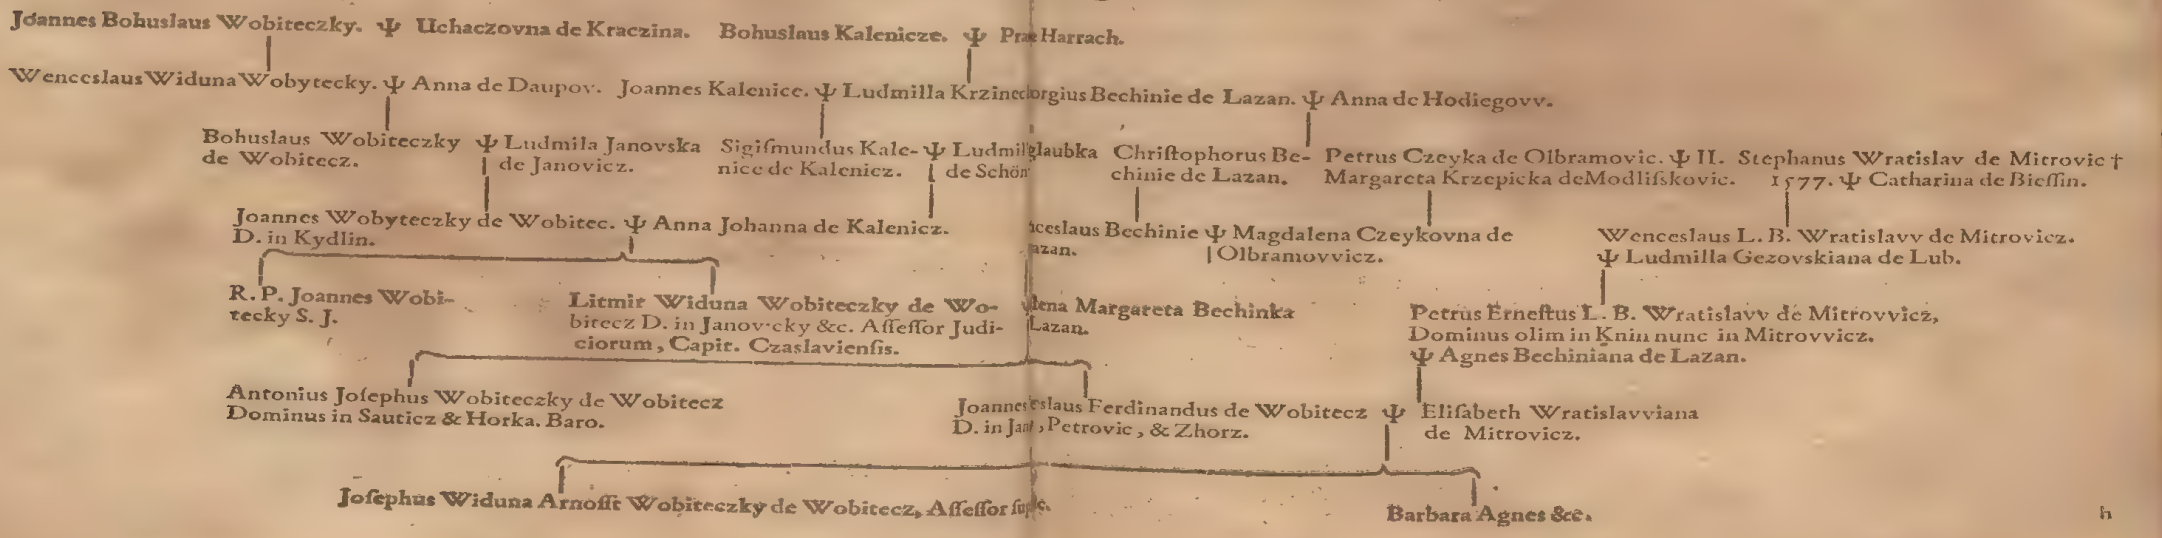 Joannes Bohuslaus Wobiteczky. Ψ Uchaczovna de Kraczina. Bohuslaus Kalenicze. Ψ Harrach.
Wenceslaus Widuna Wobytecky. Ψ Anna de Daupov. Joannes Kalenice. Ψ Ludmilla orgius Bechinie de Lazan. Ψ Anna de Hodiegovv.
Bohuslaus Wobiteczky Ψ Ludmila Janovska Sigiſmundus Kale- Ψ Ludmil glaubka Chriſtophorus Be- Petrus Czeyka de Olbramovic. Ψ II. Stephanus Wratislav de Mitrovic †
de Wobitecz. de Janovicz. nice de Kalenicz. de Schön chinie de Lazan. Margareta Krzepicka de Modliſskovic. 1577. Ψ Catharina de Bieſſin.
Joannes Wobyteczky de Wobitec. Ψ Anna Johanna de Kalenicz. ceslaus Bechinie Ψ Magdalena Czeykovna de Wenceslaus L. B. Wratislavv de Mitrovicz.
D. in Kydlin. azan. Olbramovvicz. Ψ Ludmilla Gezovskiana de Lub.
R. P. Joannes Wobi- Litmir Widuna Wobiteczky de Wo- lena Margareta Bechinka Petrus Erneſtus L. B. Wratislavv de Mitrovvicz,
tecky S. J. bitecz D. in Janov cky &c. Aſſeſſor Judi- Lazan. Dominus olim in Knin nunc in Mitrovvicz.
ciorum, Capit. Czaslavienſis. Ψ Agnes Bechiniana de Lazan.
Antonius Joſephus Wobiteczky de Wobitecz Joannes eslaus Ferdinandus de Wobitecz Ψ Eliſabeth Wratislavviana
Dominus in Sauticz & Horka. Baro. D. in Jan , Petrovic, & Zhorz. de Mitrovicz.
Joſephus Widuna Arnoſſt Wobiteczky de Wobitecz, Aſſeſſor Barbara Agnes &c. h